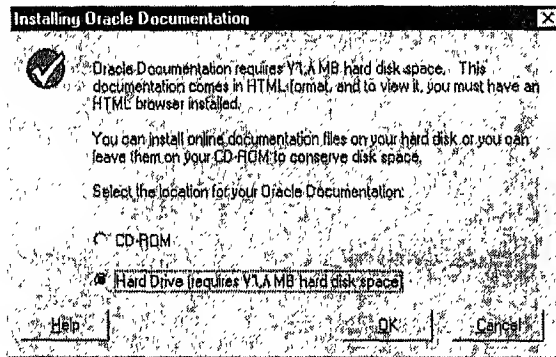 Installing Oracle Documentation
Oracle Documentation requires V1.A MB hard disk space. This
documentation comes in HTML format, and to view it, you must have an
HTML browser installed.
You can install online documentation files on your hard disk or you can
leave them on your CD-ROM to conserve disk space.
Select the location for your Oracle Documentation:
CD-ROM
Hard Drive (requires V1.A MB hard disk space)
Help
OK
Cancel